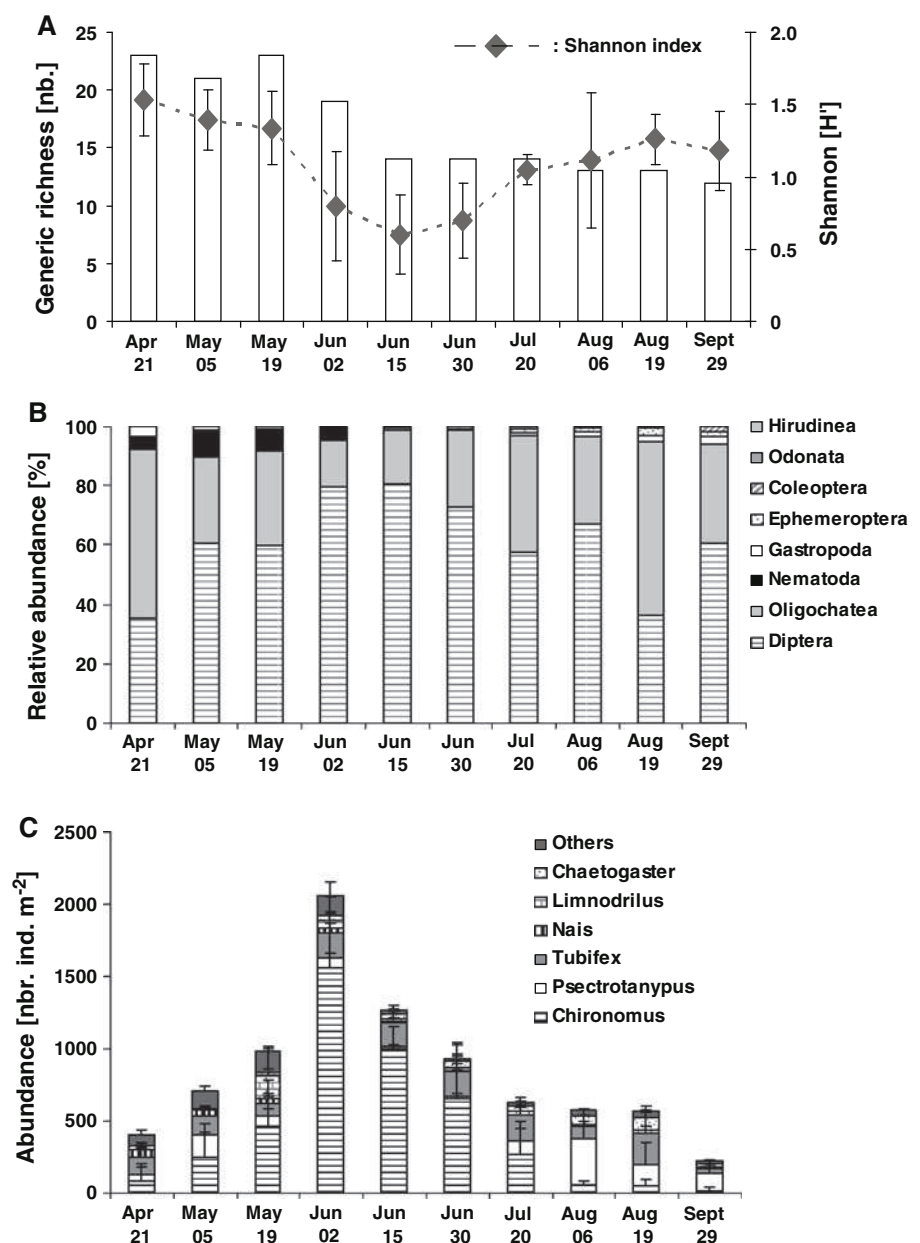 A
Generic richness [nb.]
25
20
15
10
5
0
: Shannon index
2.0
1.5
1.0
0.5
0
Shannon [H']
Apr 21
May 05
May 19
Jun 02
Jun 15
Jun 30
Jul 20
Aug 06
Aug 19
Sept 29
B
Relative abundance [%]
100
80
60
40
20
0
Hirudinea
Odonata
Coleoptera
Ephemeroptera
Gastropoda
Nematoda
Oligochatea
Diptera
Apr 21
May 05
May 19
Jun 02
Jun 15
Jun 30
Jul 20
Aug 06
Aug 19
Sept 29
C
Abundance [nbr. ind. m-2]
2500
2000
1500
1000
500
0
Others
Chaetogaster
Limnodrilus
Nais
Tubifex
Psectrotanypus
Chironomus
Apr 21
May 05
May 19
Jun 02
Jun 15
Jun 30
Jul 20
Aug 06
Aug 19
Sept 29